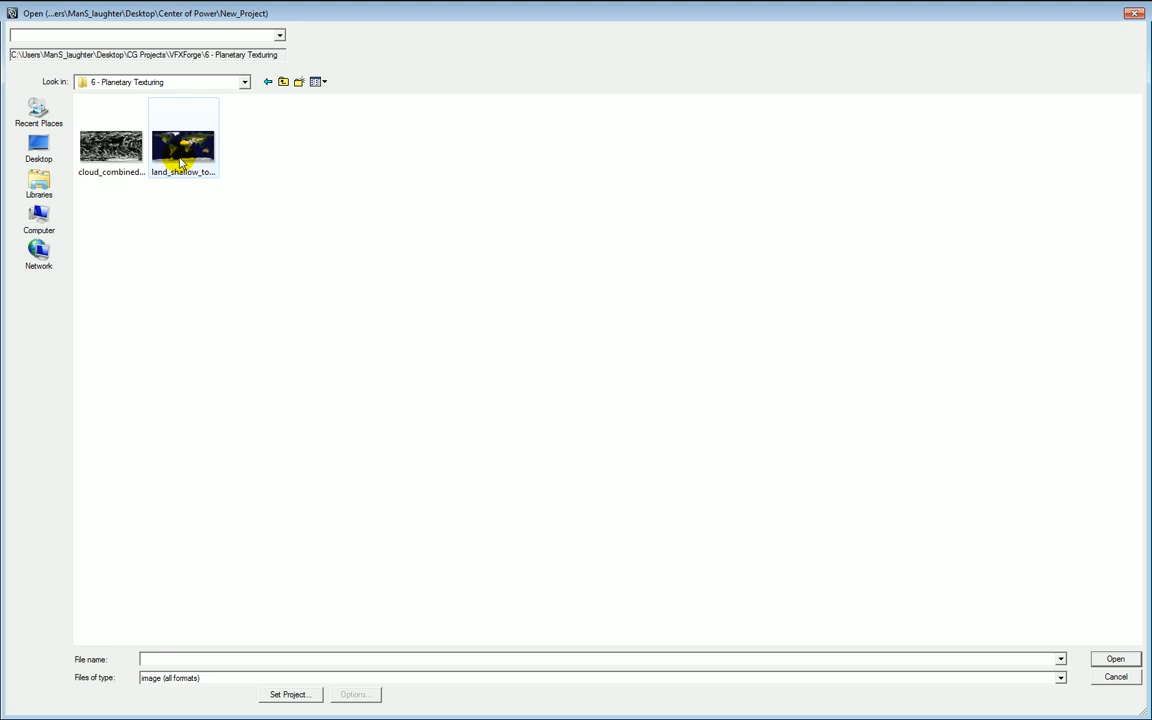 Open (...ers\ManS_laughter\Desktop\Center of Power\New_Project)
C:\Users\ManS_laughter\Desktop\CG Projects\VFXForge\6 - Planetary Texturing
Look in: 6 - Planetary Texturing
Recent Places
Desktop
Libraries
Computer
Network
cloud_combined... land_shallow_to...
File name: Open
Files of type: image (all formats) Cancel
Set Project... Options...